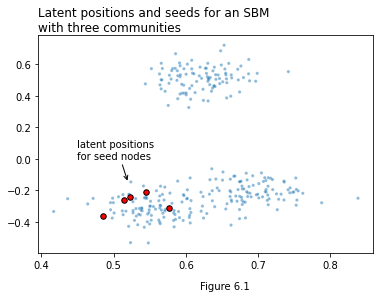 Latent positions and seeds for an SBM
with three communities
0.6
0.4
0.2
0.0
−0.2
−0.4
latent positions
for seed nodes
0.4 0.5 0.6 0.7 0.8
Figure 6.1